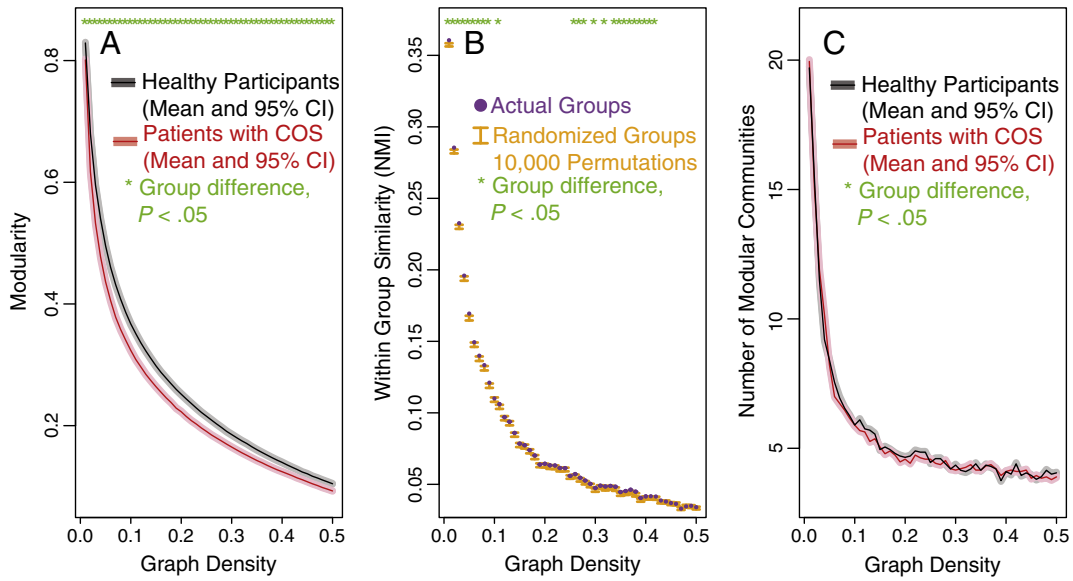 A
Healthy Participants
(Mean and 95% CI)
Patients with COS
(Mean and 95% CI)
* Group difference,
P < .05
Modularity
0.2
0.4
0.6
0.8
0.0 0.1 0.2 0.3 0.4 0.5
Graph Density
B
Actual Groups
Randomized Groups
10,000 Permutations
* Group difference,
P < .05
Within Group Similarity (NMI)
0.05
0.10
0.15
0.20
0.25
0.30
0.35
0.0 0.1 0.2 0.3 0.4 0.5
Graph Density
C
Healthy Participants
(Mean and 95% CI)
Patients with COS
(Mean and 95% CI)
* Group difference,
P < .05
Number of Modular Communities
5
10
15
20
0.0 0.1 0.2 0.3 0.4 0.5
Graph Density